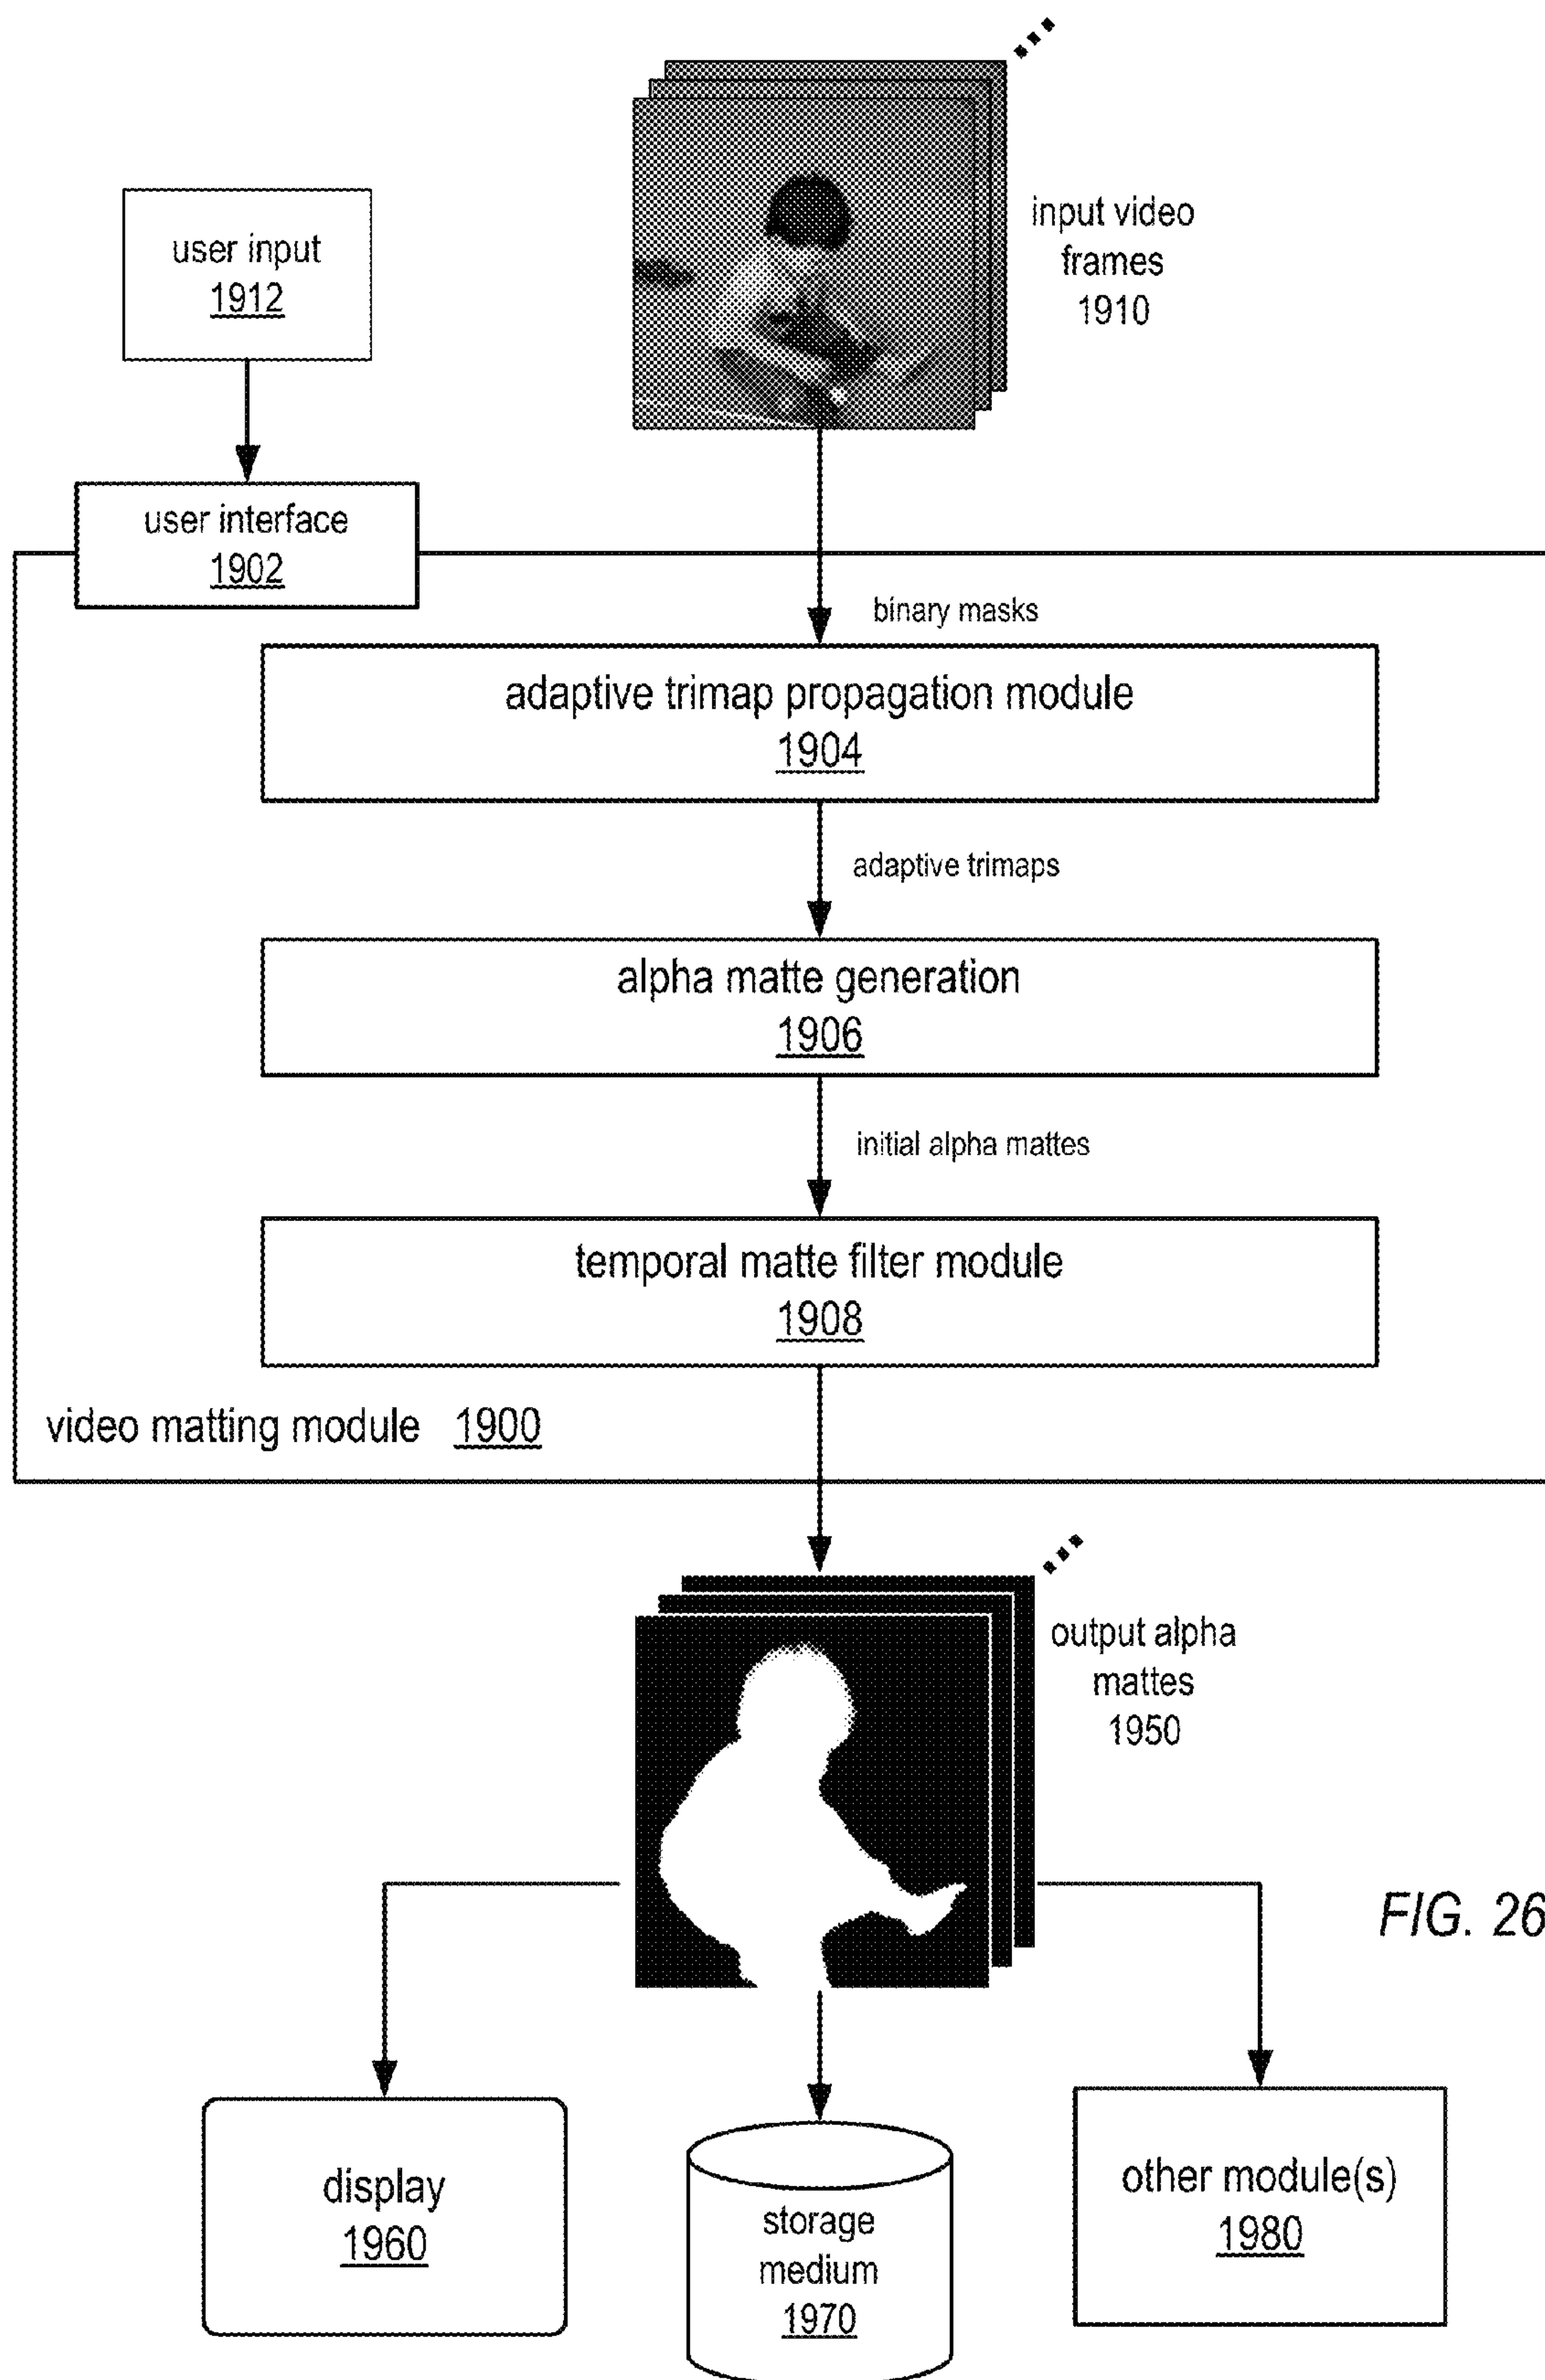 input video
frames
1910
user input
1912
user interface
1902
binary masks
adaptive trimap propagation module
1904
adaptive trimaps
alpha matte generation
1906
initial alpha mattes
temporal matte filter module
1908
video matting module 1900
output alpha
mattes
1950
FIG. 26
display
1960
storage
medium
1970
other module(s)
1980